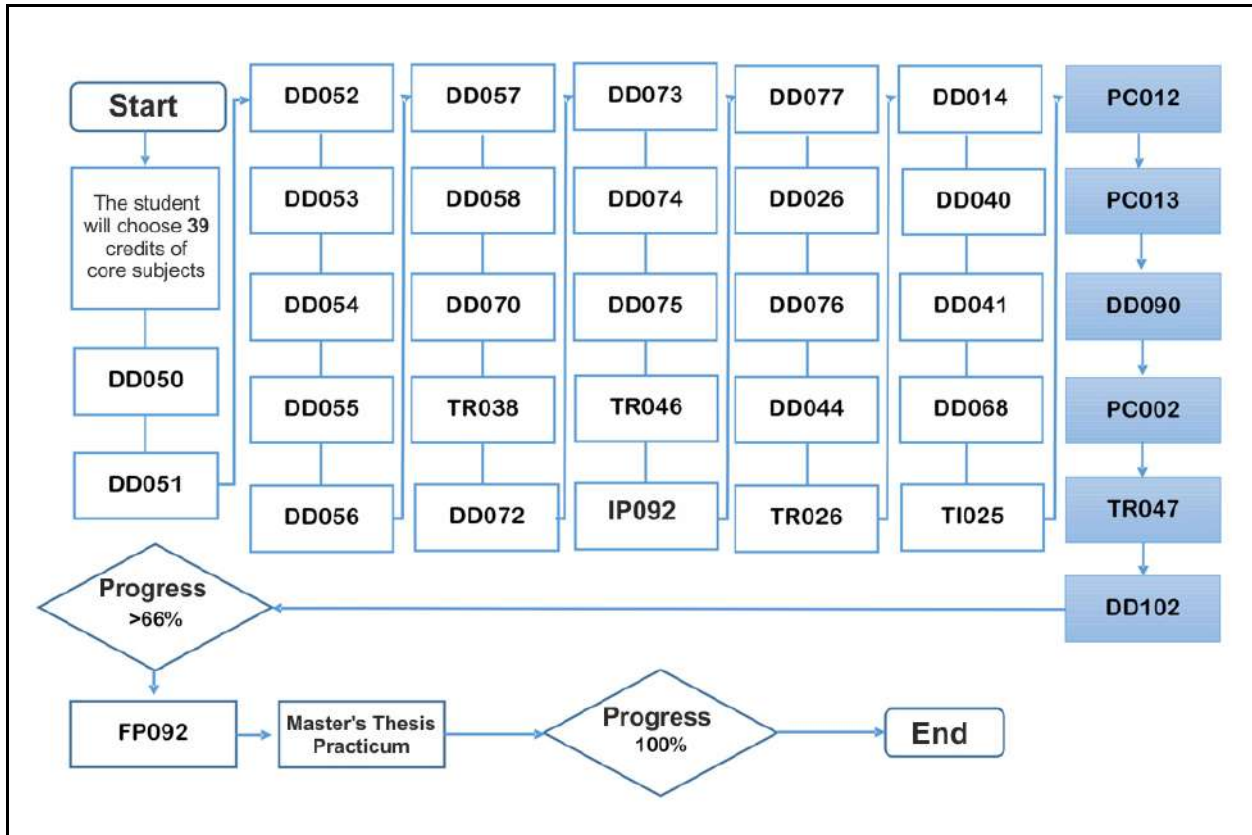 Start
The student
will choose 39
credits of
core subjects
DD050
DD051
DD052
DD053
DD054
DD055
DD056
DD057
DD058
DD070
TR038
DD072
DD073
DD074
DD075
TR046
IP092
DD077
DD026
DD076
DD044
TR026
DD014
DD040
DD041
DD068
TI025
PC012
PC013
DD090
PC002
TR047
DD102
Progress
>66%
FP092
Master's Thesis
Practicum
Progress
100%
End